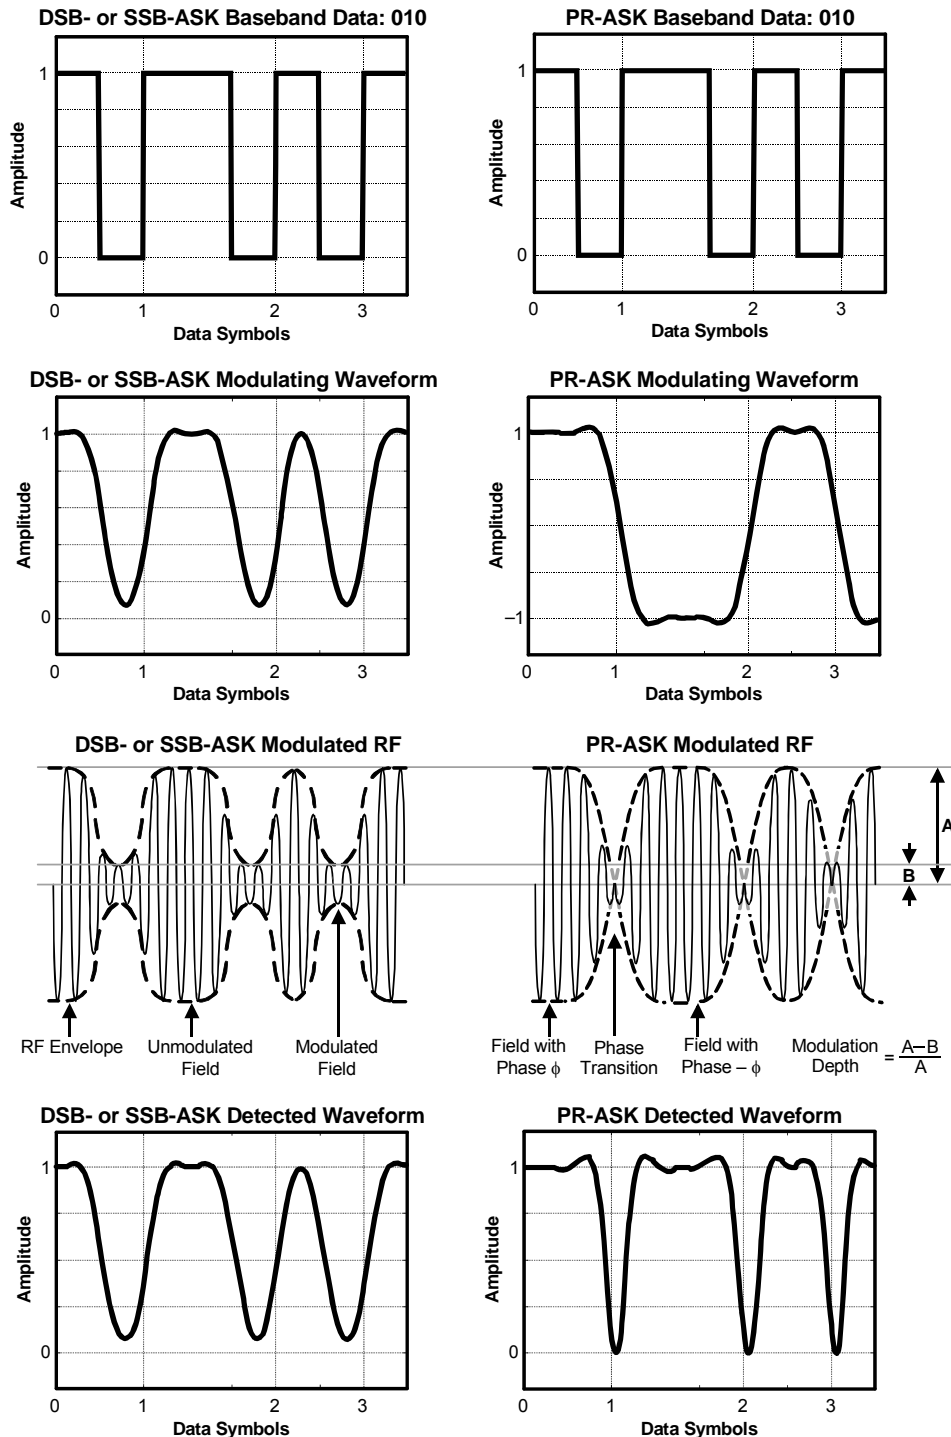 DSB- or SSB-ASK Baseband Data: 010
Amplitude
1
0
0 1 2 3
Data Symbols
PR-ASK Baseband Data: 010
Amplitude
1
0
0 1 2 3
Data Symbols
DSB- or SSB-ASK Modulating Waveform
Amplitude
1
0
0 1 2 3
Data Symbols
PR-ASK Modulating Waveform
Amplitude
1
–1
0 1 2 3
Data Symbols
DSB- or SSB-ASK Modulated RF
RF Envelope
Unmodulated
Field
Modulated
Field
PR-ASK Modulated RF
A
B
Field with
Phase ϕ
Phase
Transition
Field with
Phase – ϕ
Modulation
Depth
= A–B
A
DSB- or SSB-ASK Detected Waveform
Amplitude
1
0
0 1 2 3
Data Symbols
PR-ASK Detected Waveform
Amplitude
1
0
0 1 2 3
Data Symbols